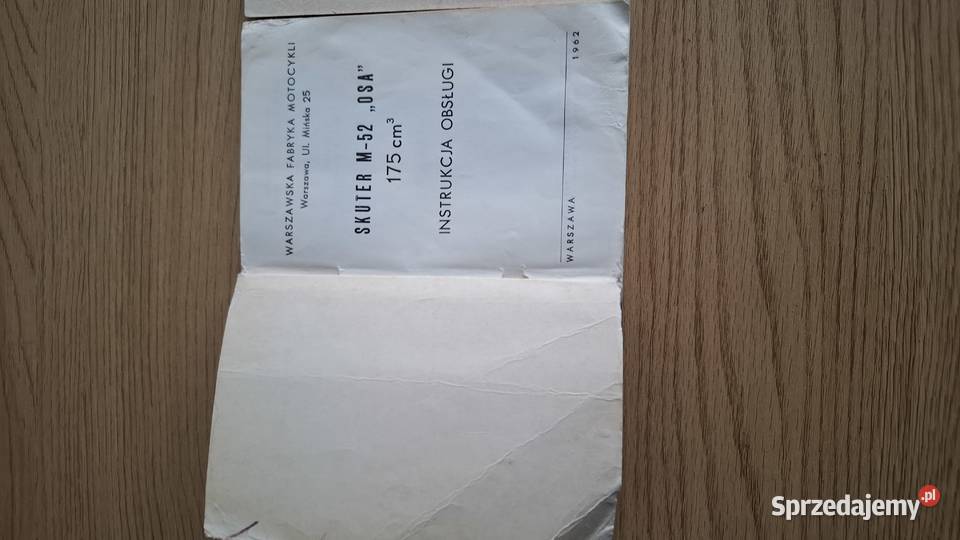 WARSZAWSKA FABRYKA MOTOCYKLI
Warszawa, Ul. Mińska 25
SKUTER M-52 „OSA”
175 cm³
INSTRUKCJA OBSŁUGI
WARSZAWA 1962
Sprzedajemy.pl